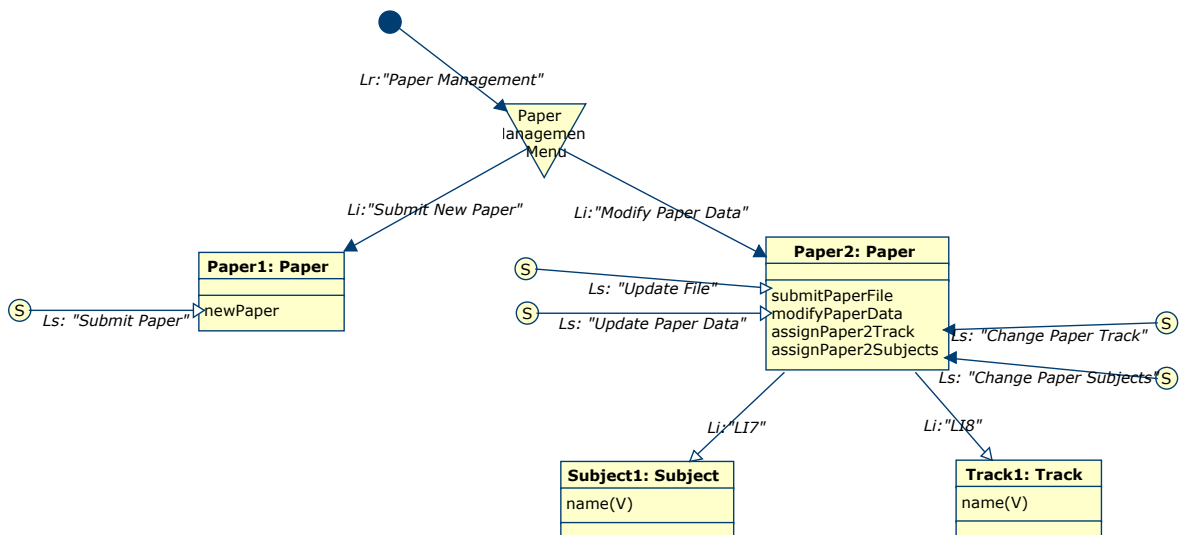 Lr:"Paper Management"
Paper
lanagemen
Menu
Li:"Submit New Paper"
Li:"Modify Paper Data"
Paper1: Paper
newPaper
S
Ls: "Submit Paper"
Paper2: Paper
submitPaperFile
modifyPaperData
assignPaper2Track
assignPaper2Subjects
S
Ls: "Update File"
S
Ls: "Update Paper Data"
S
Ls: "Change Paper Track"
S
Ls: "Change Paper Subjects"
Li:"LI7"
Li:"LI8"
Subject1: Subject
name(V)
Track1: Track
name(V)